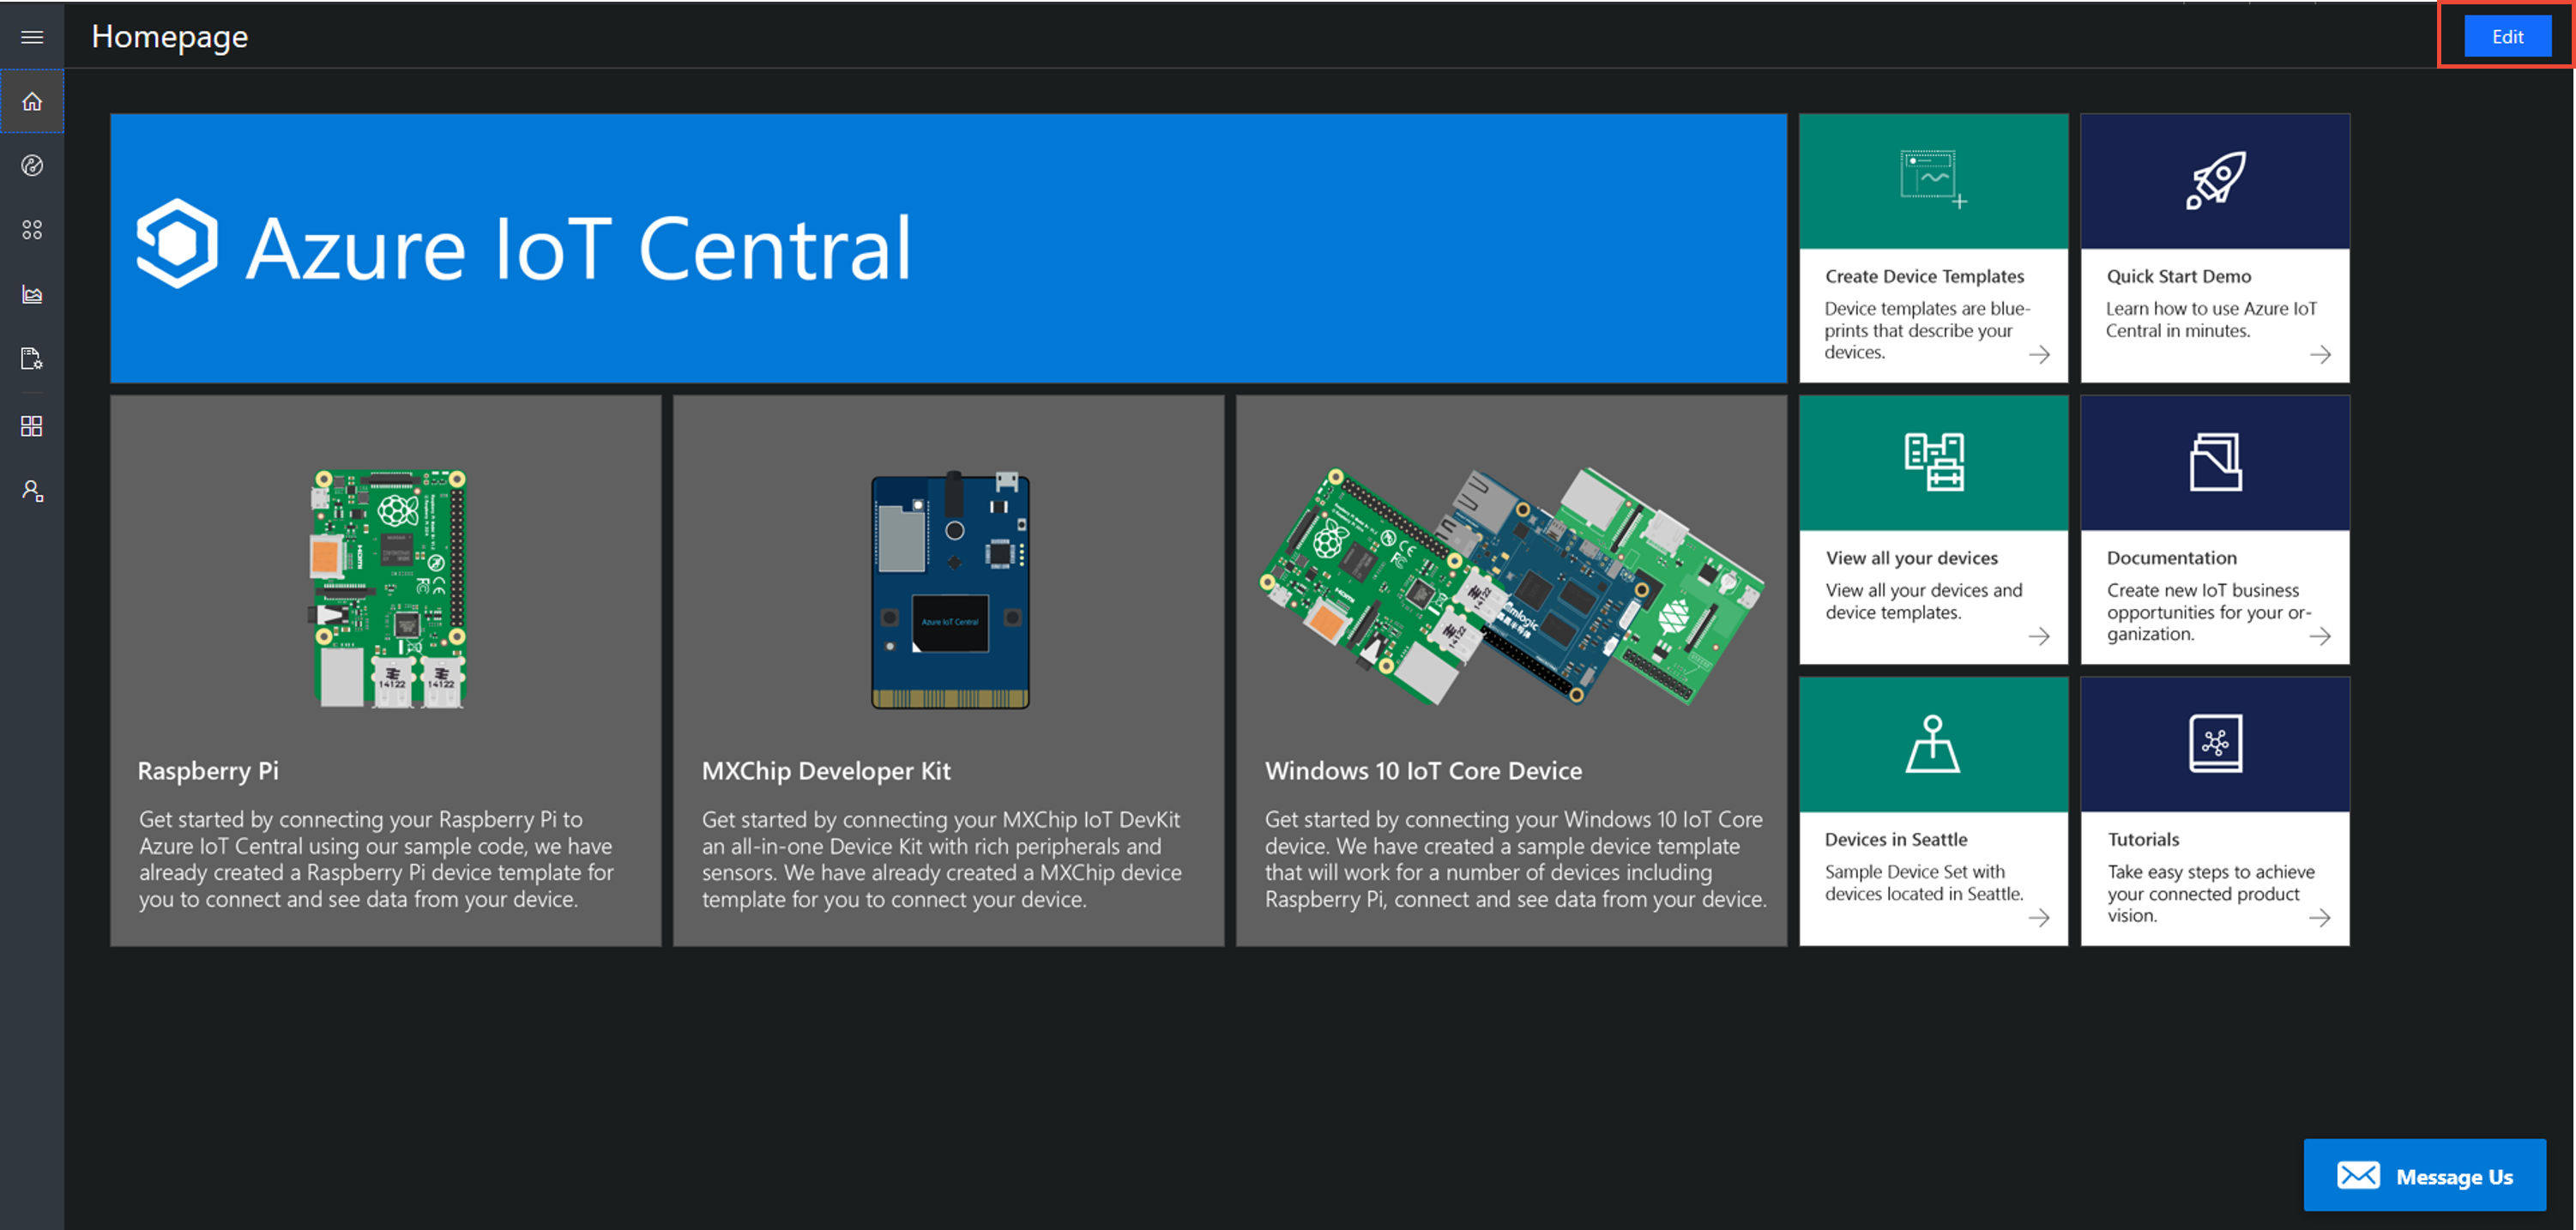 Homepage
Edit
Azure IoT Central
Create Device Templates
Device templates are blue-
prints that describe your
devices.
Quick Start Demo
Learn how to use Azure IoT
Central in minutes.
14122
14122
Raspberry Pi
Get started by connecting your Raspberry Pi to
Azure IoT Central using our sample code, we have
already created a Raspberry Pi device template for
you to connect and see data from your device.
Azure IoT Central
MXChip Developer Kit
Get started by connecting your MXChip IoT DevKit
an all-in-one Device Kit with rich peripherals and
sensors. We have already created a MXChip device
template for you to connect your device.
14122
14122
Windows 10 IoT Core Device
Get started by connecting your Windows 10 IoT Core
device. We have created a sample device template
that will work for a number of devices including
Raspberry Pi, connect and see data from your device.
View all your devices
View all your devices and
device templates.
Documentation
Create new IoT business
opportunities for your or-
ganization.
Devices in Seattle
Sample Device Set with
devices located in Seattle.
Tutorials
Take easy steps to achieve
your connected product
vision.
Message Us